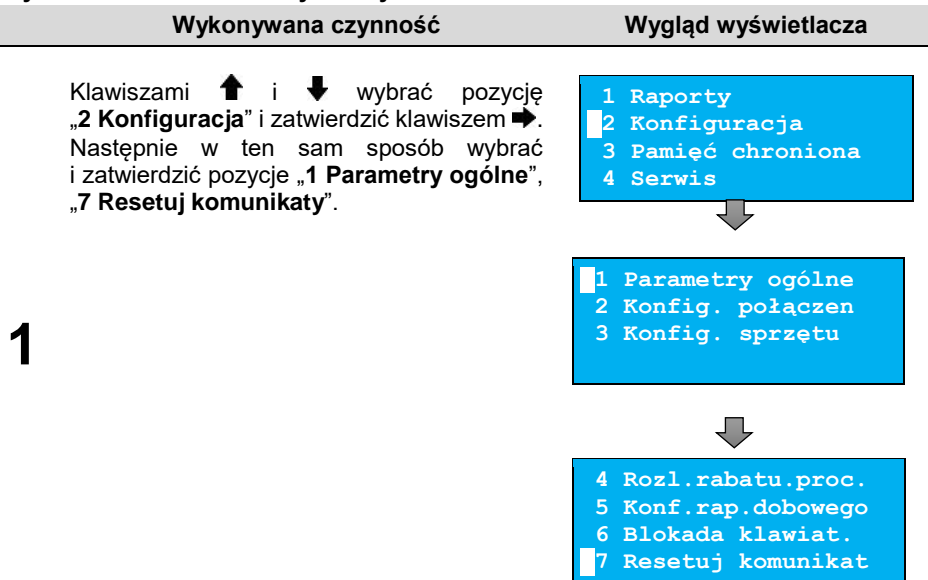 Wykonywana czynność Wygląd wyświetlacza
Klawiszami ⬆ i ⬇ wybrać pozycję
„2 Konfiguracja” i zatwierdzić klawiszem ➡.
Następnie w ten sam sposób wybrać
i zatwierdzić pozycje „1 Parametry ogólne”,
„7 Resetuj komunikaty”.
1
1 Raporty
2 Konfiguracja
3 Pamięć chroniona
4 Serwis
1 Parametry ogólne
2 Konfig. połączen
3 Konfig. sprzętu
4 Rozl.rabatu.proc.
5 Konf.rap.dobowego
6 Blokada klawiat.
7 Resetuj komunikat